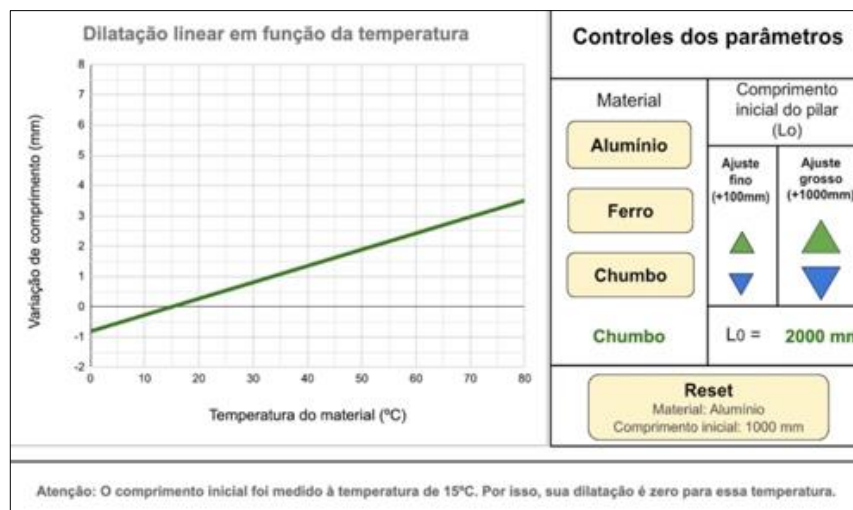 Dilatação linear em função da temperatura
8
7
6
5
4
3
2
1
0
-1
-2
0 10 20 30 40 50 60 70 80
Variação de comprimento (mm)
Temperatura do material (ºC)
Controles dos parâmetros
Material
Alumínio
Ferro
Chumbo
Chumbo
Comprimento
inicial do pilar
(Lo)
Ajuste
fino
(+100mm)
Ajuste
grosso
(+1000mm)
L0 = 2000 mm
Reset
Material: Alumínio
Comprimento inicial: 1000 mm
Atenção: O comprimento inicial foi medido à temperatura de 15ºC. Por isso, sua dilatação é zero para essa temperatura.